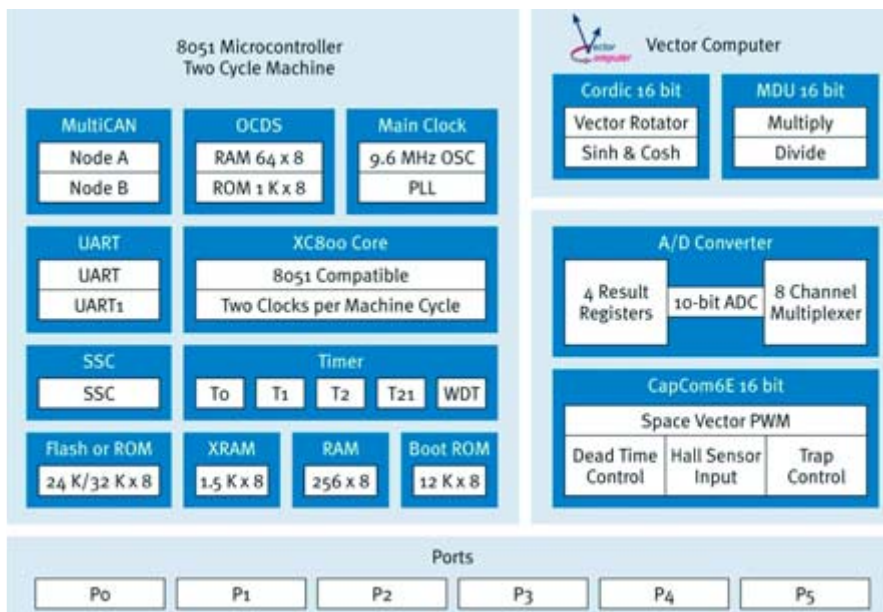 8051 Microcontroller
Two Cycle Machine
MultiCAN
Node A
Node B
OCDS
RAM 64 x 8
ROM 1 K x 8
Main Clock
9.6 MHz OSC
PLL
UART
UART
UART1
XC800 Core
8051 Compatible
Two Clocks per Machine Cycle
SSC
SSC
Timer
T0
T1
T2
T21
WDT
Flash or ROM
24 K/32 K x 8
XRAM
1.5 K x 8
RAM
256 x 8
Boot ROM
12 K x 8
Vector
Computer
Vector Computer
Cordic 16 bit
Vector Rotator
Sinh & Cosh
MDU 16 bit
Multiply
Divide
A/D Converter
4 Result
Registers
10-bit ADC
8 Channel
Multiplexer
CapCom6E 16 bit
Space Vector PWM
Dead Time
Control
Hall Sensor
Input
Trap
Control
Ports
P0
P1
P2
P3
P4
P5